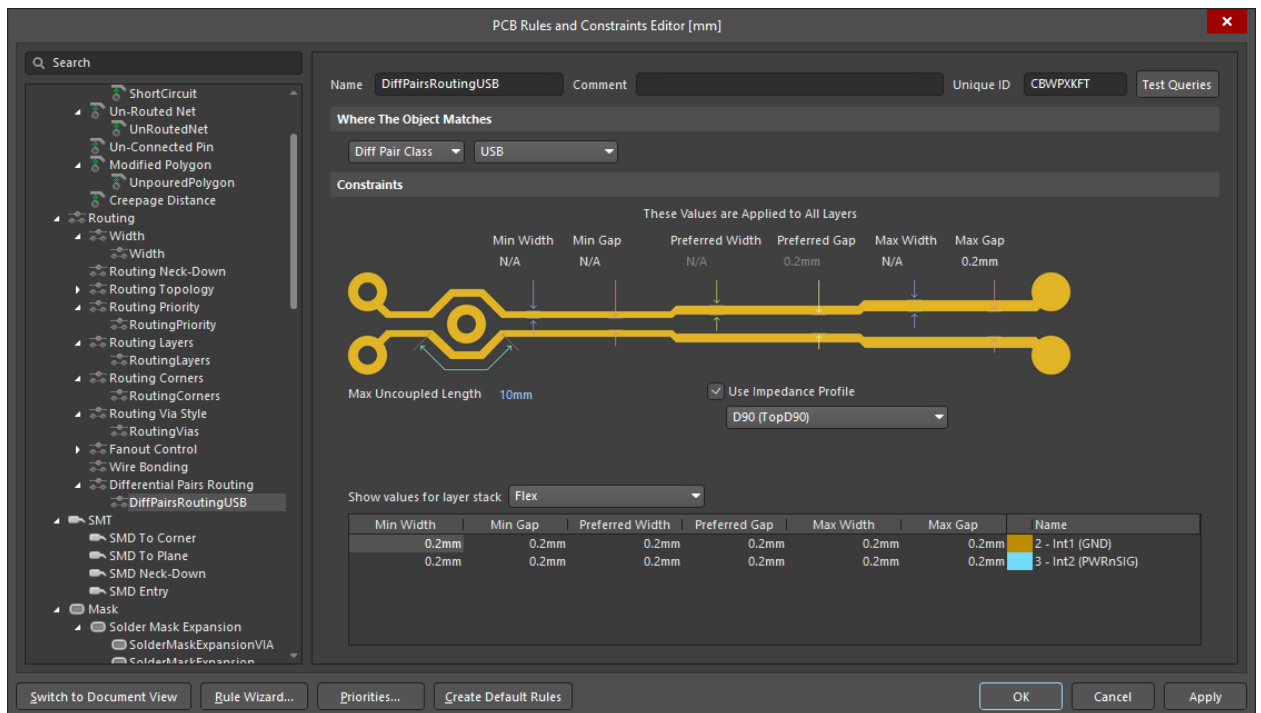 PCB Rules and Constraints Editor [mm]
Search
ShortCircuit
Un-Routed Net
UnRoutedNet
Un-Connected Pin
Modified Polygon
UnpouredPolygon
Creepage Distance
Routing
Width
Width
Routing Neck-Down
Routing Topology
Routing Priority
RoutingPriority
Routing Layers
RoutingLayers
Routing Corners
RoutingCorners
Routing Via Style
RoutingVias
Fanout Control
Wire Bonding
Differential Pairs Routing
DiffPairsRoutingUSB
SMT
SMD To Corner
SMD To Plane
SMD Neck-Down
SMD Entry
Mask
Solder Mask Expansion
SolderMaskExpansionVIA
SolderMaskExpansion
Name DiffPairsRoutingUSB Comment Unique ID CBWPXKFT Test Queries
Where The Object Matches
Diff Pair Class USB
Constraints
These Values are Applied to All Layers
Min Width Min Gap Preferred Width Preferred Gap Max Width Max Gap
N/A N/A N/A 0.2mm N/A 0.2mm
Max Uncoupled Length 10mm
Use Impedance Profile
D90 (TopD90)
Show values for layer stack Flex
Min Width Min Gap Preferred Width Preferred Gap Max Width Max Gap Name
0.2mm 0.2mm 0.2mm 0.2mm 0.2mm 0.2mm 2 - Int1 (GND)
0.2mm 0.2mm 0.2mm 0.2mm 0.2mm 0.2mm 3 - Int2 (PWRnSIG)
Switch to Document View Rule Wizard... Priorities... Create Default Rules OK Cancel Apply